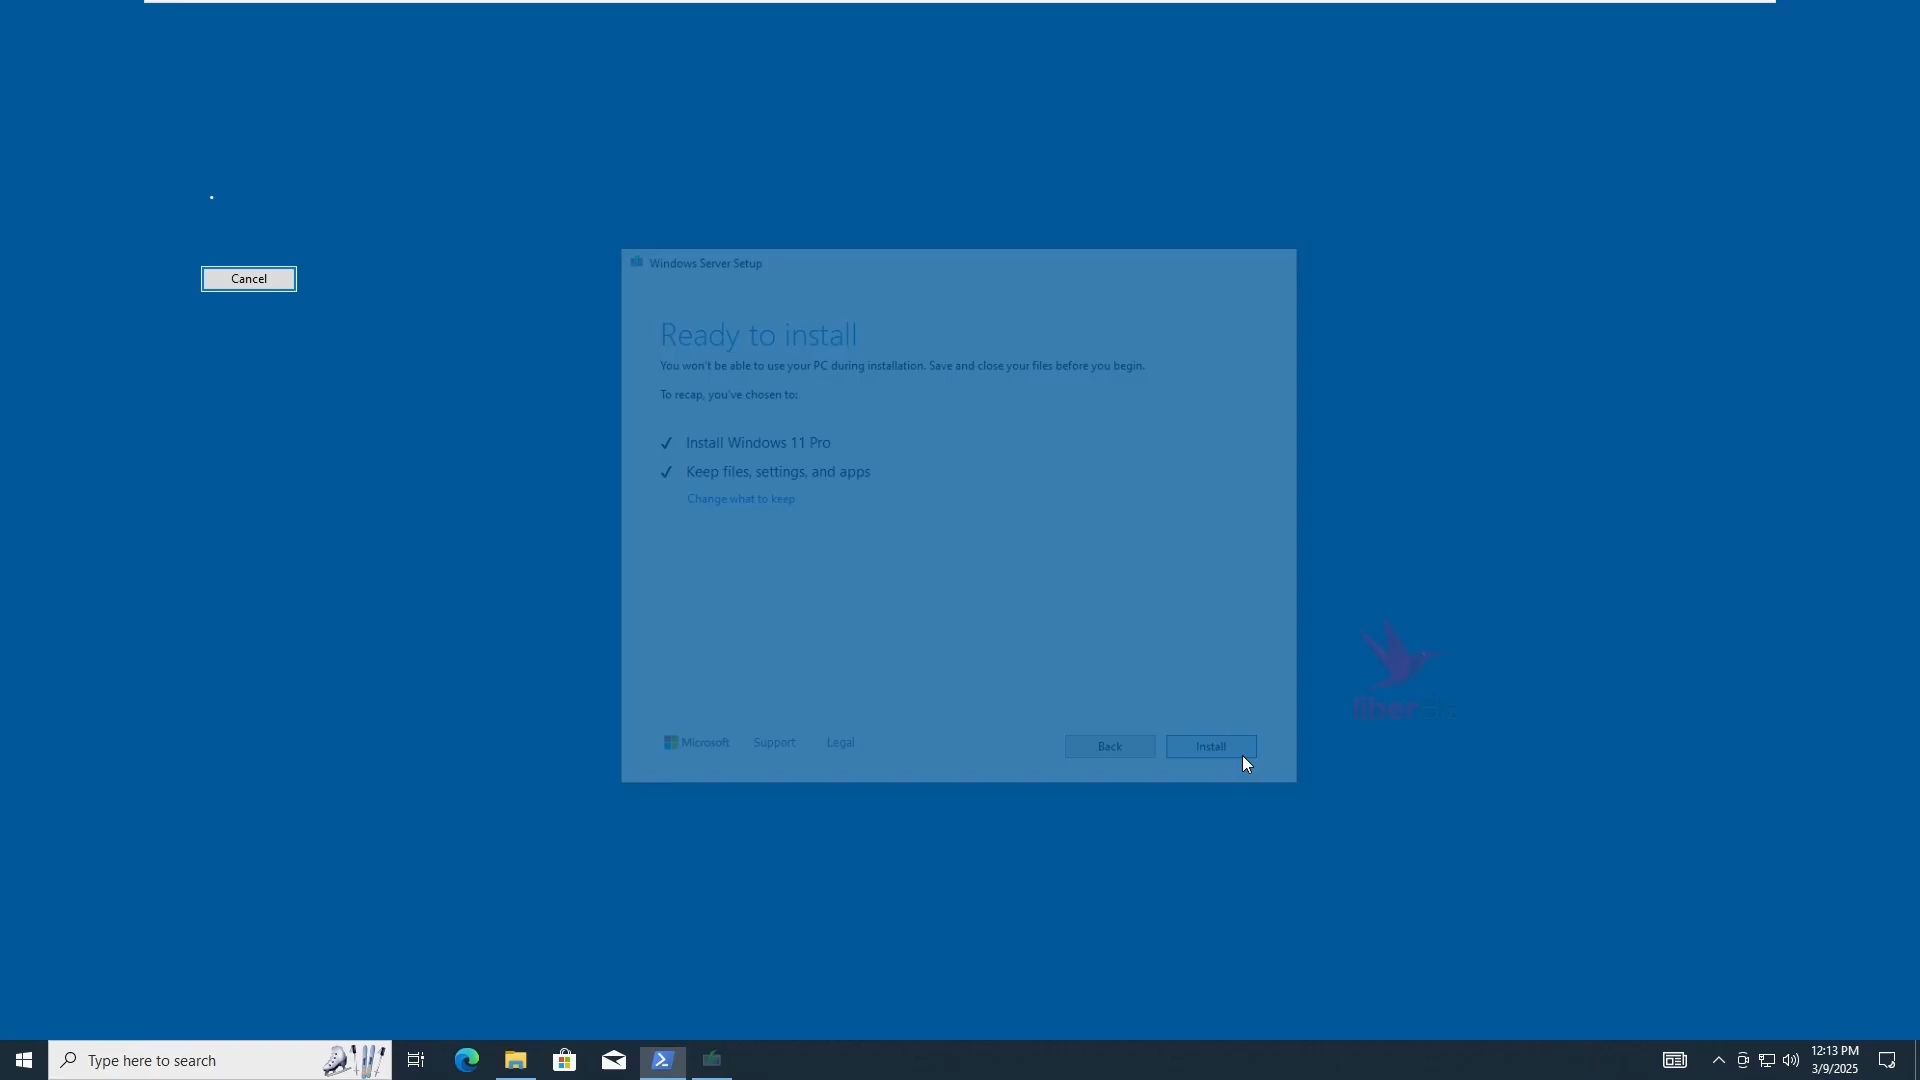 Cancel
Windows Server Setup
Ready to install
You won't be able to use your PC during installation. Save and close your files before you begin.
To recap, you've chosen to:
✓ Install Windows 11 Pro
✓ Keep files, settings, and apps
Change what to keep
Microsoft Support Legal
Back Install
Type here to search
12:13 PM
3/9/2025